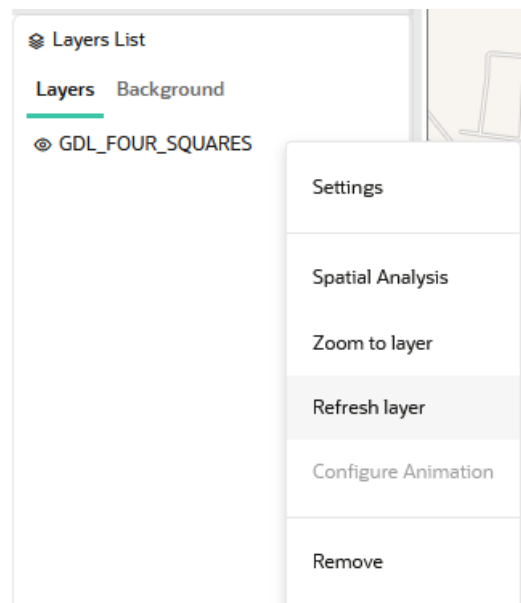 Layers List
Layers Background
GDL_FOUR_SQUARES
Settings
Spatial Analysis
Zoom to layer
Refresh layer
Configure Animation
Remove